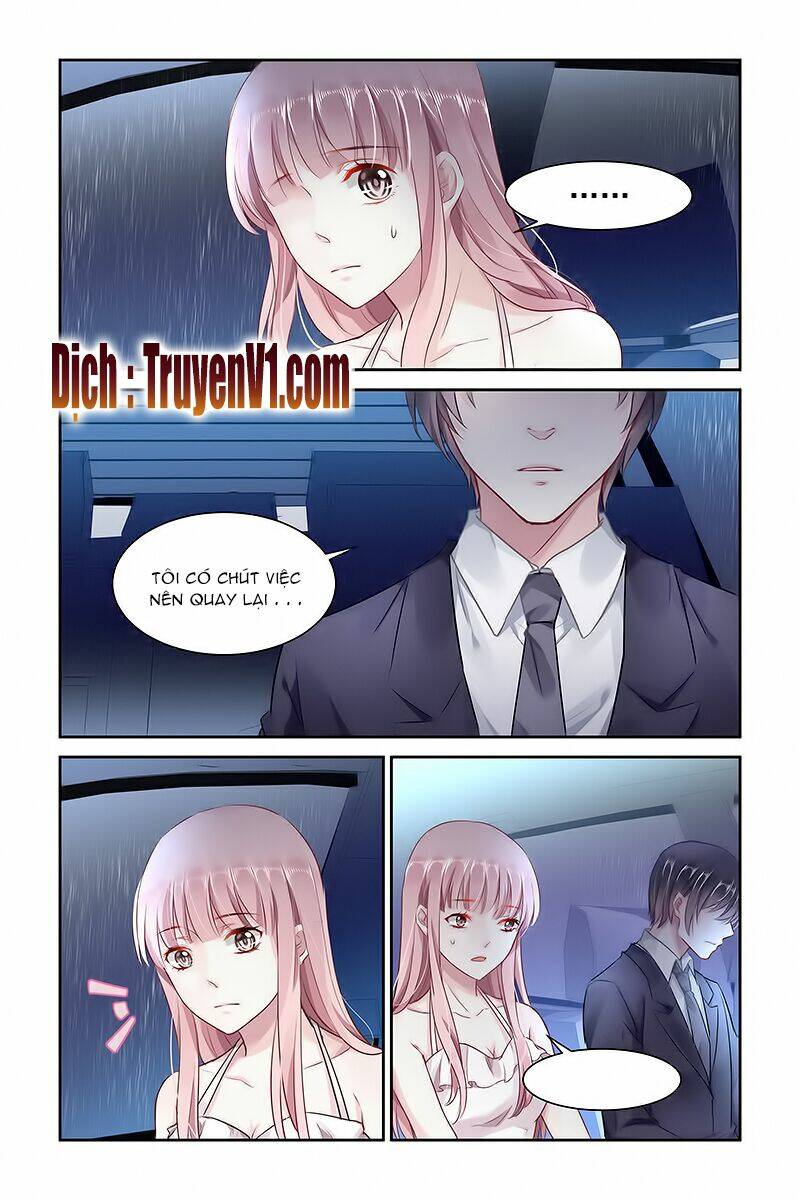 ......
Dịch : TruyenV1.com
TÔI CÓ CHÚT VIỆC
NÊN QUAY LẠI . . .